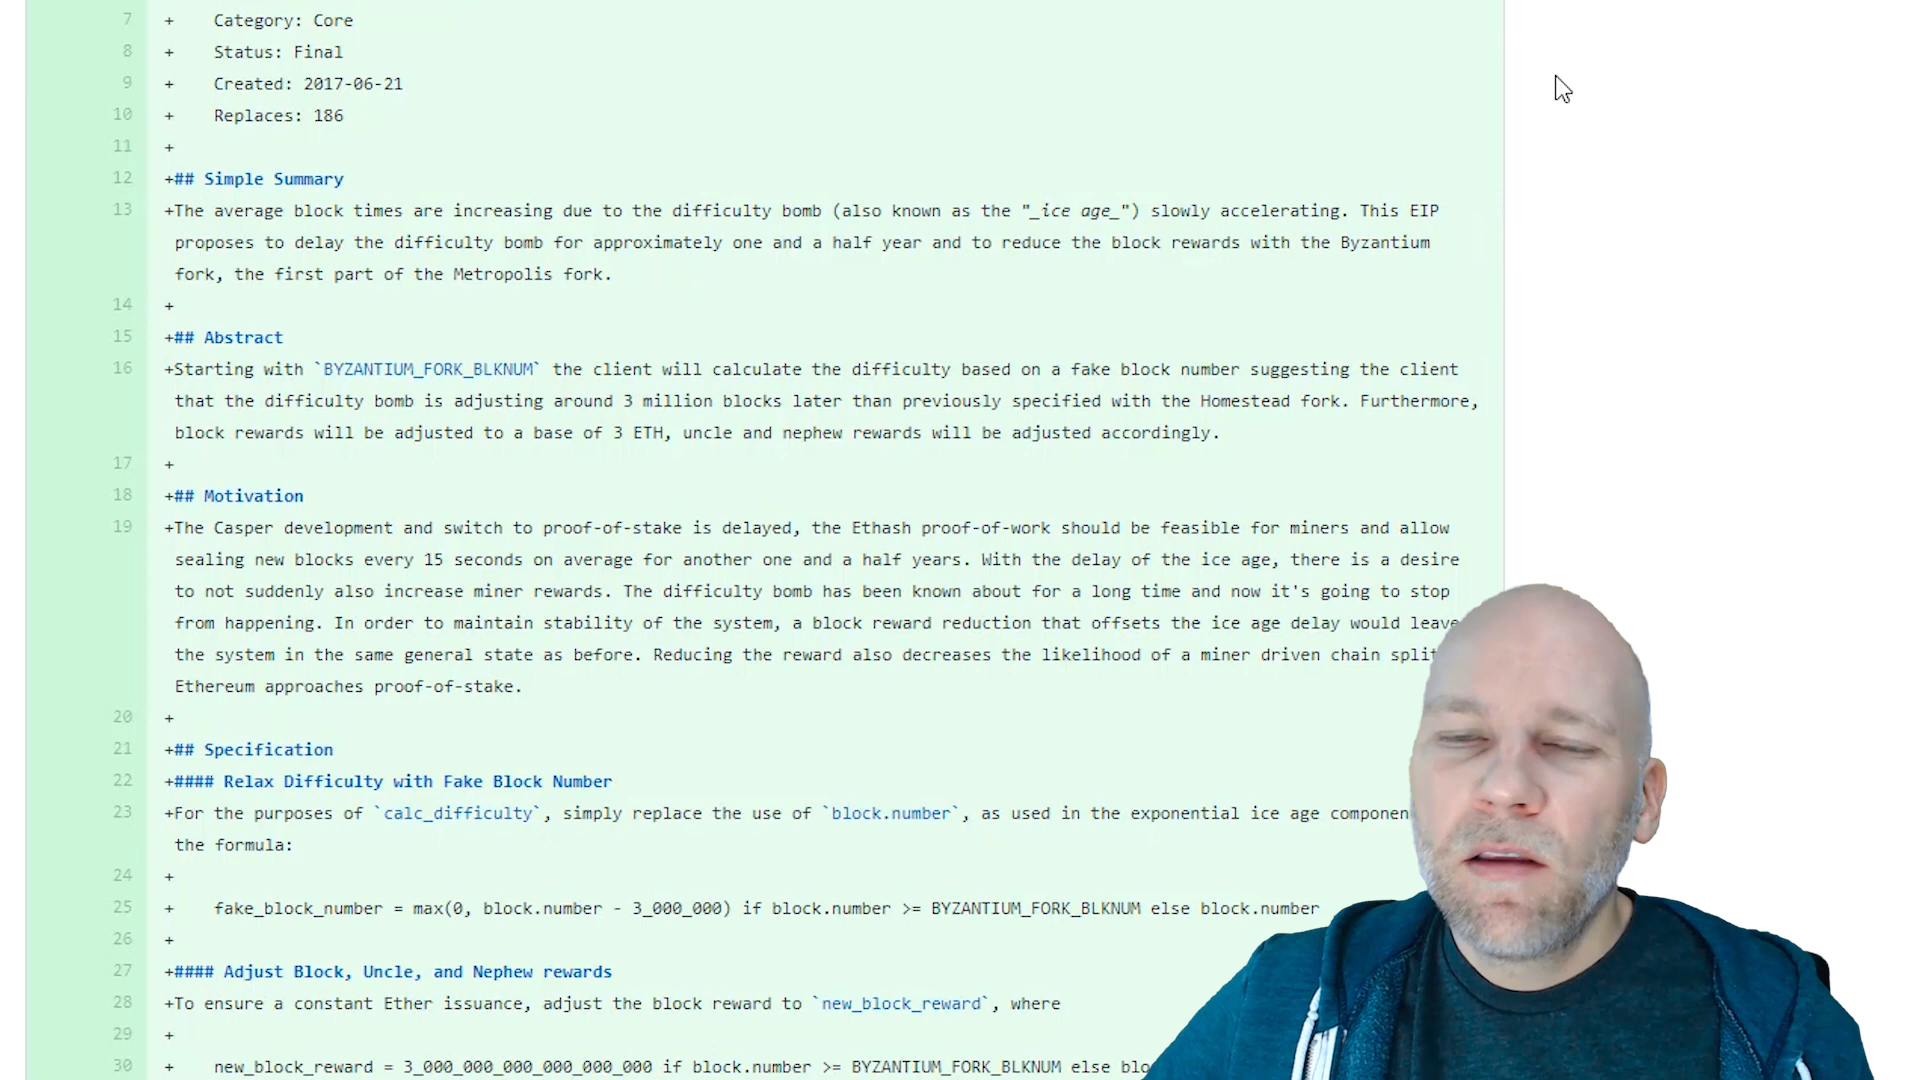 7 + Category: Core
8 + Status: Final
9 + Created: 2017-06-21
10 + Replaces: 186
11 +
12 +## Simple Summary
13 +The average block times are increasing due to the difficulty bomb (also known as the "_ice age_") slowly accelerating. This EIP
proposes to delay the difficulty bomb for approximately one and a half year and to reduce the block rewards with the Byzantium
fork, the first part of the Metropolis fork.
14 +
15 +## Abstract
16 +Starting with `BYZANTIUM_FORK_BLKNUM` the client will calculate the difficulty based on a fake block number suggesting the client
that the difficulty bomb is adjusting around 3 million blocks later than previously specified with the Homestead fork. Furthermore,
block rewards will be adjusted to a base of 3 ETH, uncle and nephew rewards will be adjusted accordingly.
17 +
18 +## Motivation
19 +The Casper development and switch to proof-of-stake is delayed, the Ethash proof-of-work should be feasible for miners and allow
sealing new blocks every 15 seconds on average for another one and a half years. With the delay of the ice age, there is a desire
to not suddenly also increase miner rewards. The difficulty bomb has been known about for a long time and now it's going to stop
from happening. In order to maintain stability of the system, a block reward reduction that offsets the ice age delay would leave
the system in the same general state as before. Reducing the reward also decreases the likelihood of a miner driven chain split
Ethereum approaches proof-of-stake.
20 +
21 +## Specification
22 +#### Relax Difficulty with Fake Block Number
23 +For the purposes of `calc_difficulty`, simply replace the use of `block.number`, as used in the exponential ice age componen
the formula:
24 +
25 + fake_block_number = max(0, block.number - 3_000_000) if block.number >= BYZANTIUM_FORK_BLKNUM else block.number
26 +
27 +#### Adjust Block, Uncle, and Nephew rewards
28 +To ensure a constant Ether issuance, adjust the block reward to `new_block_reward`, where
29 +
30 + new_block_reward = 3_000_000_000_000_000_000 if block.number >= BYZANTIUM_FORK_BLKNUM else blo